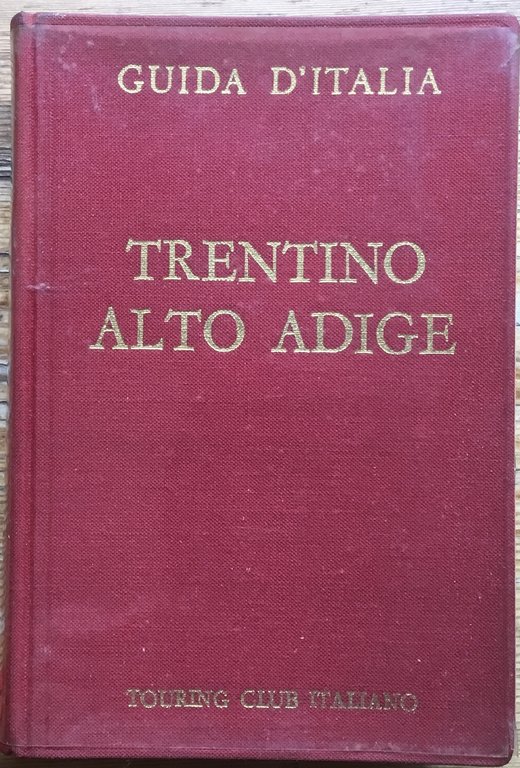 GUIDA D'ITALIA
TRENTINO
ALTO ADIGE
TOURING CLUB ITALIANO